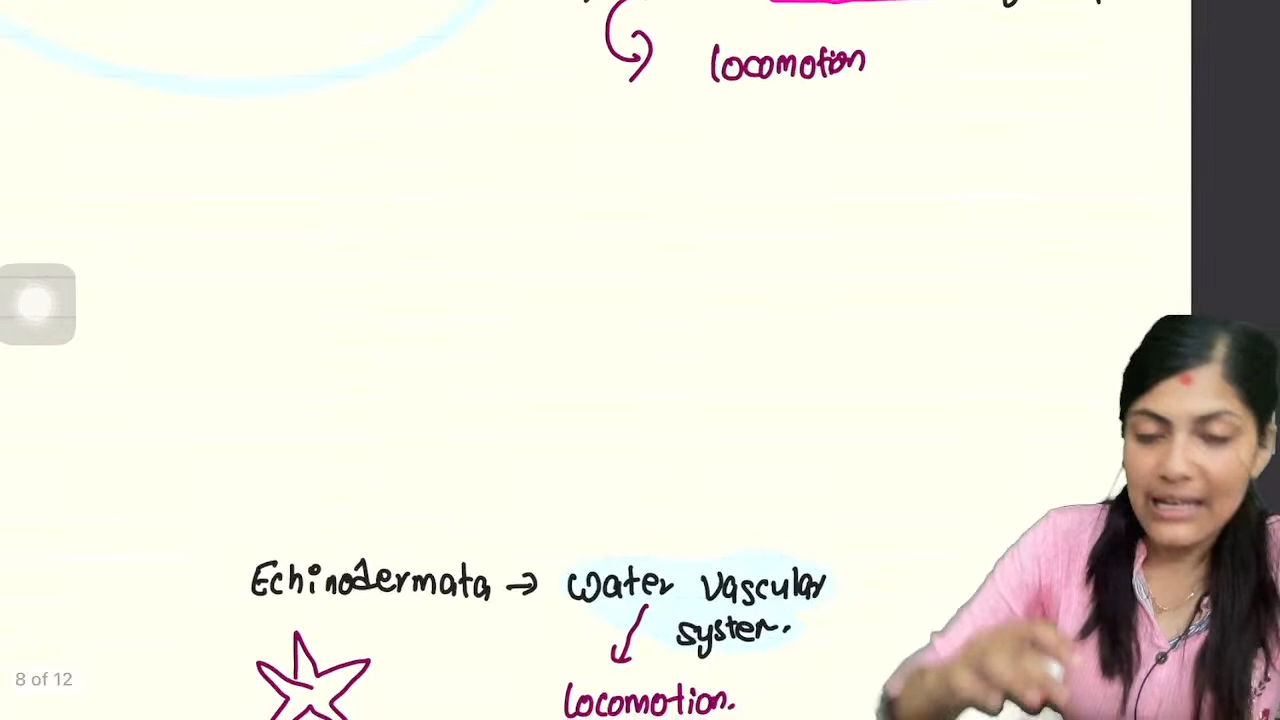 locomotion
Echinodermata → water vascular
system.
locomotion.
8 of 12